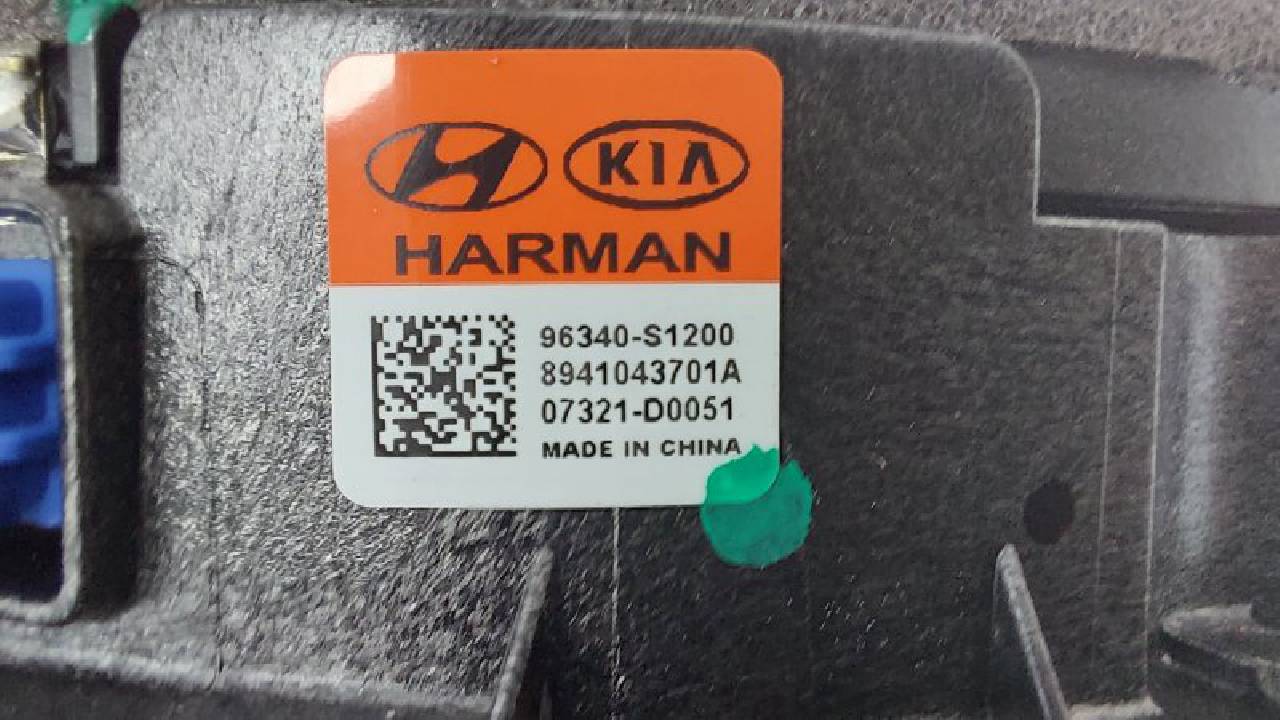 KIA
HARMAN
96340-S1200
8941043701A
07321-D0051
MADE IN CHINA